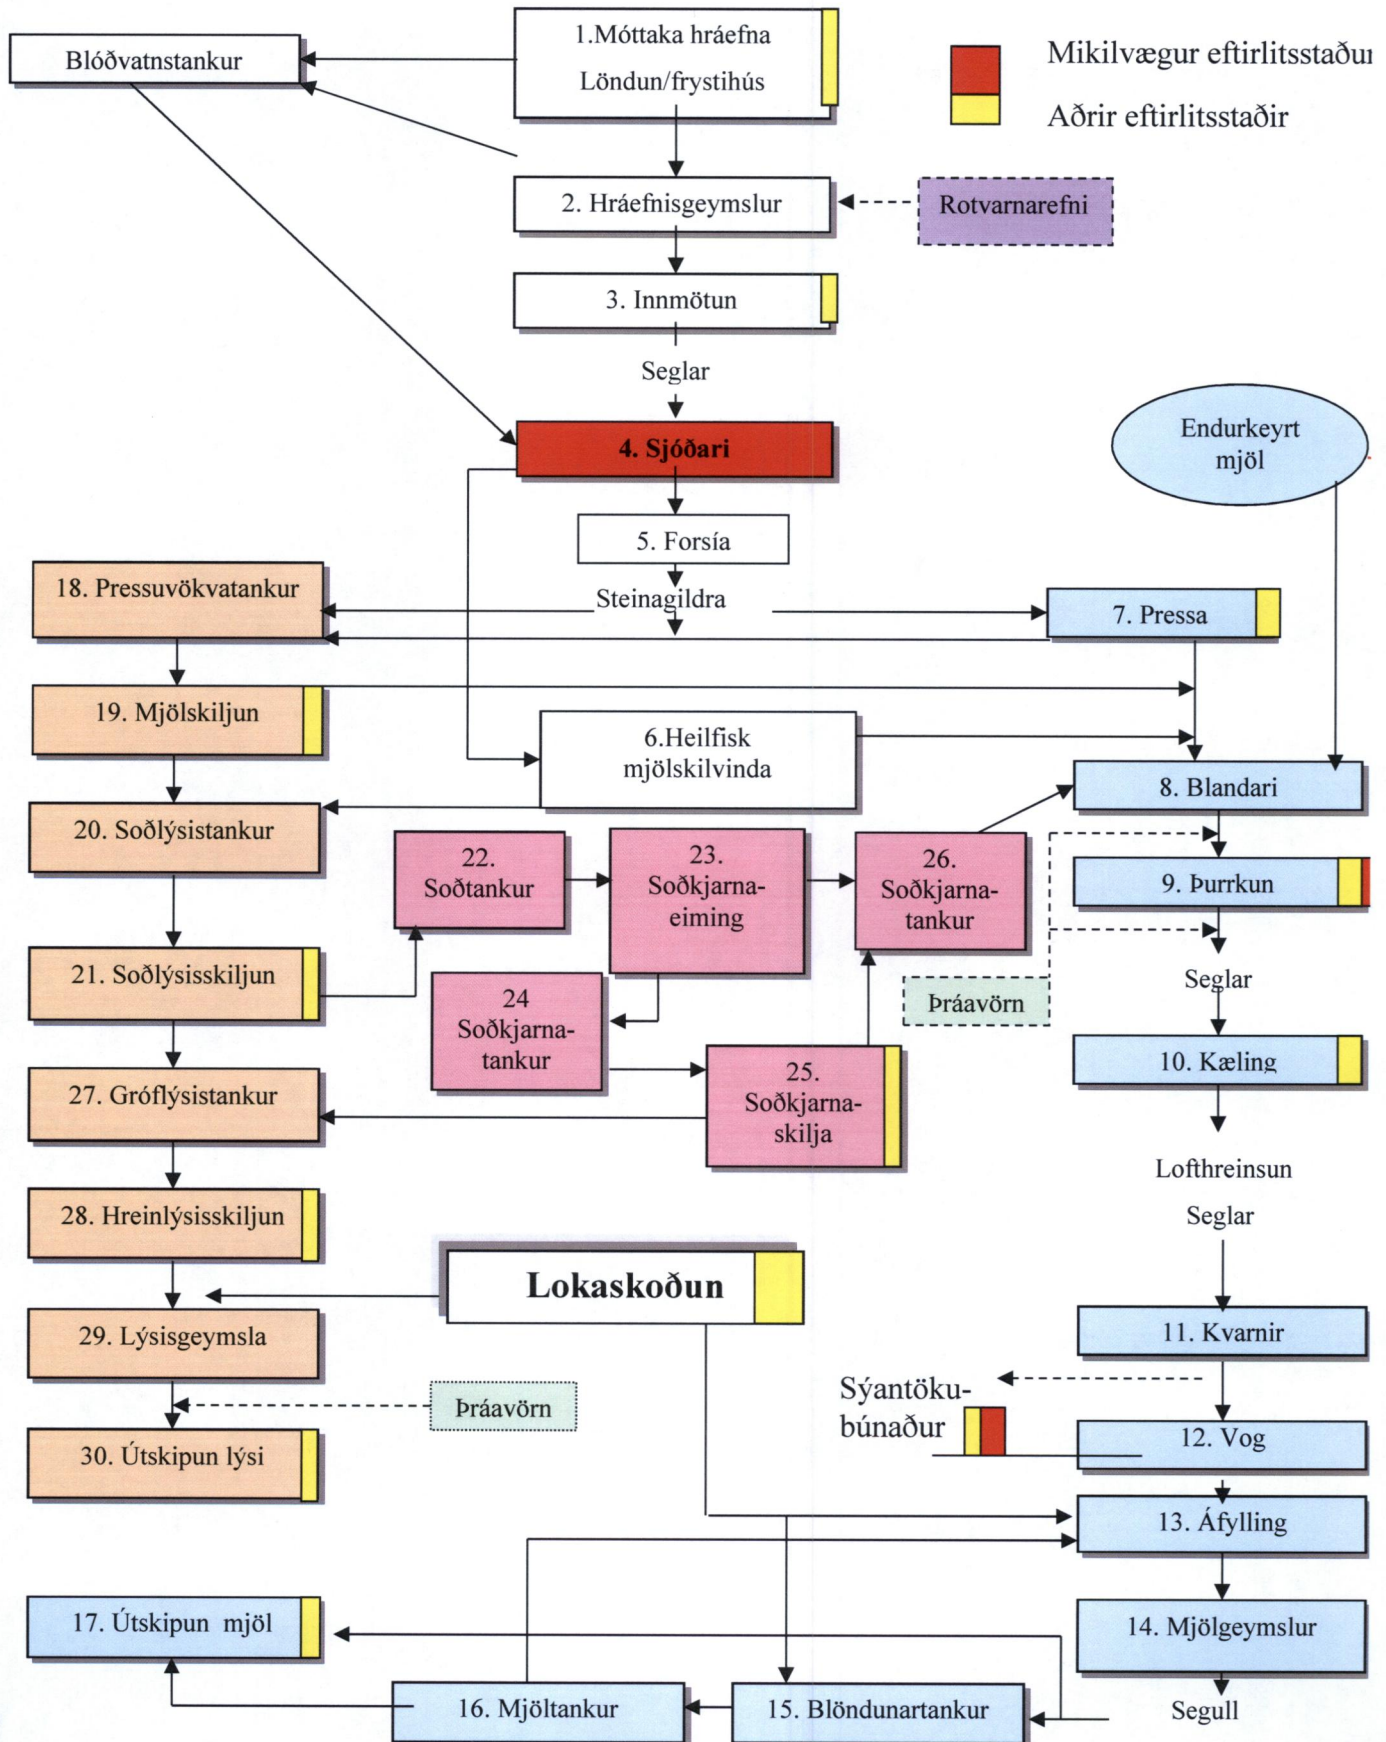 1.Móttaka hráefna
Löndun/frystihús
Blóðvatnstankur
Mikilvægur eftirlitsstaður
Aðrir eftirlitsstaðir
2. Hráefnisgeymslur
Rotvarnarefni
3. Innmötun
Seglar
4. Sjóðari
Endurkeyrt
mjöl
5. Forsía
Steinagildra
18. Pressuvökvatankur
7. Pressa
19. Mjölskiljun
6.Heilfisk
mjölskilvinda
8. Blandari
20. Soðlýsistankur
22.
Soðtankur
23.
Soðkjarna-
eiming
26.
Soðkjarna-
tankur
9. Þurrkun
21. Soðlýsisskiljun
24
Soðkjarna-
tankur
Þráavörn
Seglar
25.
Soðkjarna-
skilja
10. Kæling
27. Gróflýsistankur
Lofthreinsun
Seglar
28. Hreinlýsisskiljun
Lokaskoðun
29. Lýsisgeymsla
11. Kvarnir
Þráavörn
Sýantöku-
búnaður
12. Vog
30. Útskipun lýsi
13. Áfylling
17. Útskipun mjöl
14. Mjölgeymslur
16. Mjöltankur
15. Blöndunartankur
Segull